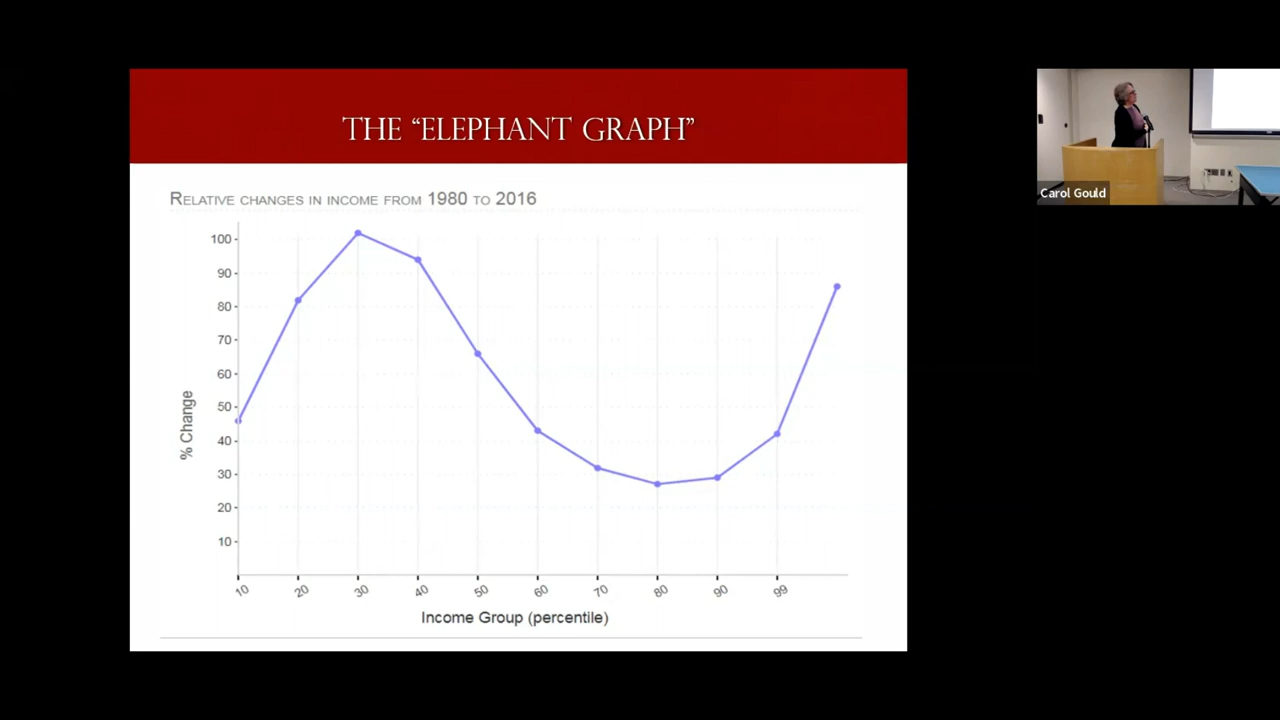 THE “ELEPHANT GRAPH”
RELATIVE CHANGES IN INCOME FROM 1980 TO 2016
100
90
80
70
60
50
40
30
20
10
% Change
10 20 30 40 50 60 70 80 90 99
Income Group (percentile)
Carol Gould